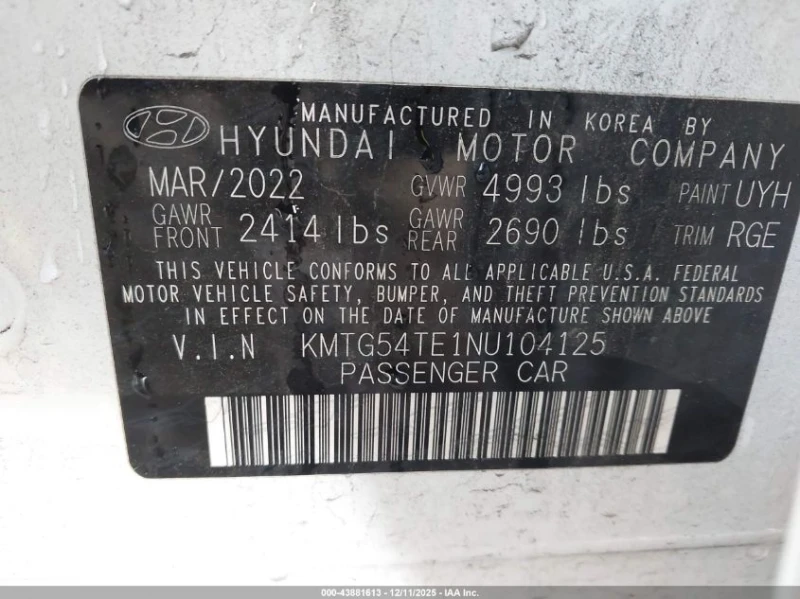 MANUFACTURED IN KOREA BY
HYUNDAI MOTOR COMPANY
MAR/2022 GVWR 4993 lbs PAINT UYH
GAWR FRONT 2414 lbs GAWR REAR 2690 lbs TRIM RGE
THIS VEHICLE CONFORMS TO ALL APPLICABLE U.S.A. FEDERAL
MOTOR VEHICLE SAFETY, BUMPER, AND THEFT PREVENTION STANDARDS
IN EFFECT ON THE DATE OF MANUFACTURE SHOWN ABOVE
V.I.N KMTG54TE1NU104125
PASSENGER CAR
000-43881613 - 12/11/2025 - IAA Inc.